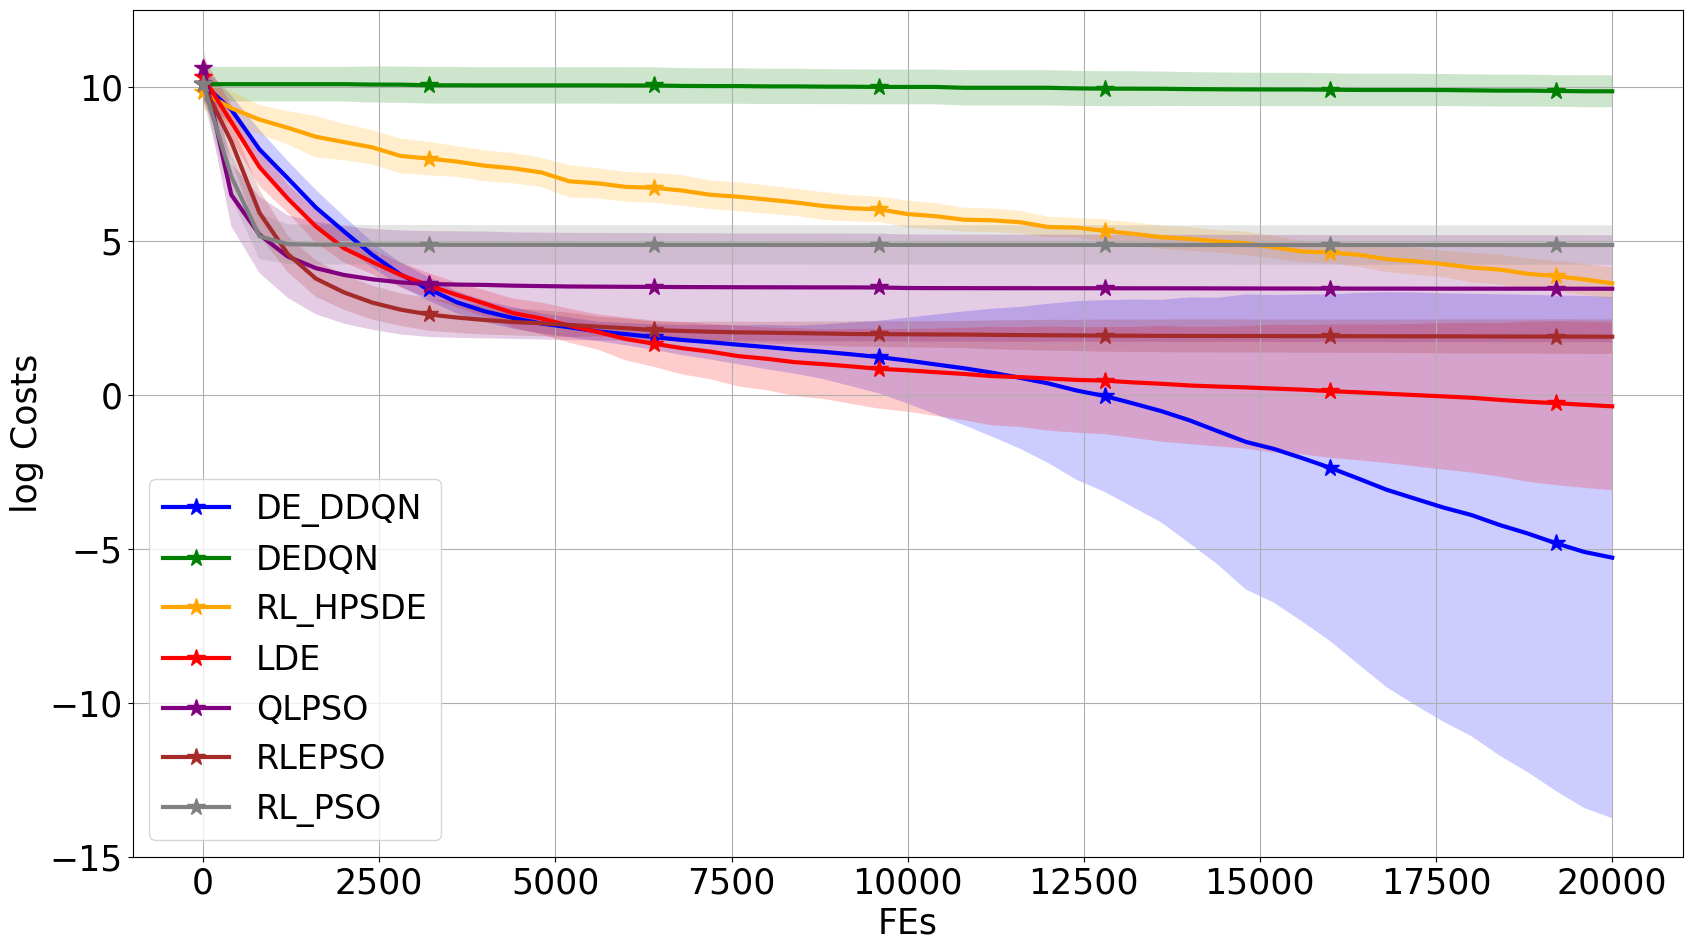 10
5
0
−5
−10
−15
log Costs
DE_DDQN
DEDQN
RL_HPSDE
LDE
QLPSO
RLEPSO
RL_PSO
0 2500 5000 7500 10000 12500 15000 17500 20000
FEs